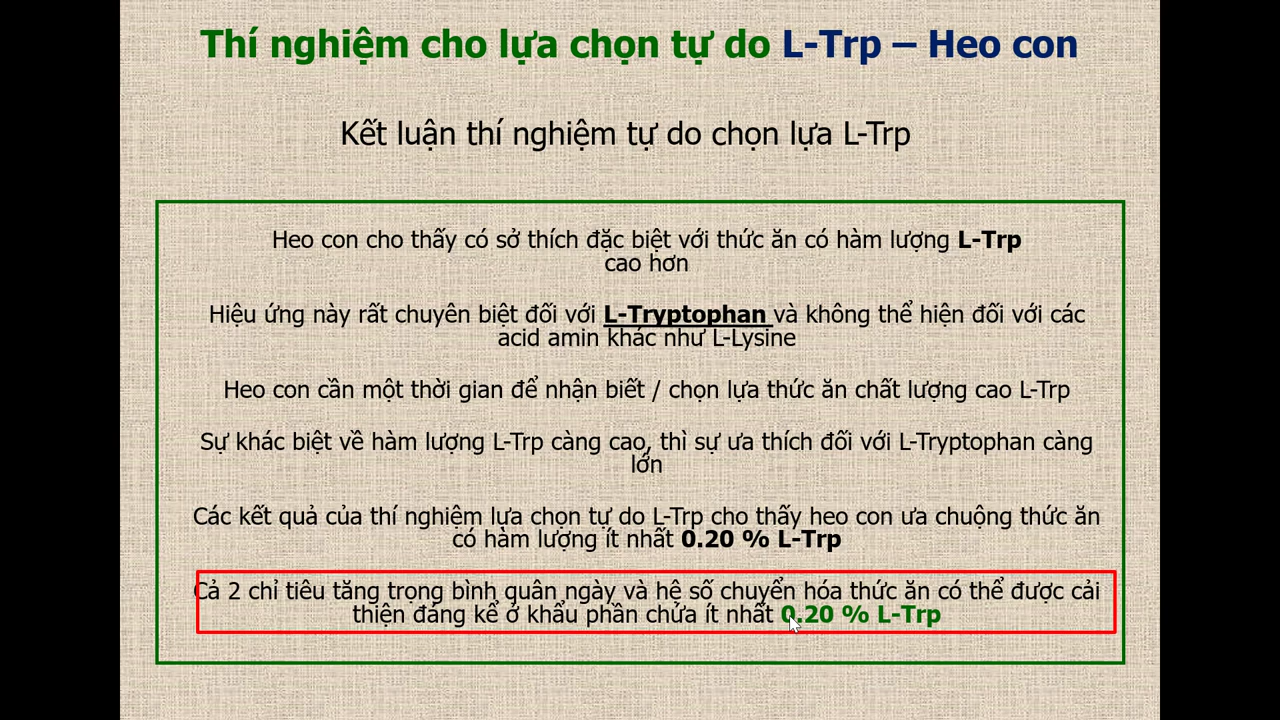 Thí nghiệm cho lựa chọn tự do L-Trp – Heo con
Kết luận thí nghiệm tự do chọn lựa L-Trp
Heo con cho thấy có sở thích đặc biệt với thức ăn có hàm lượng L-Trp
cao hơn
Hiệu ứng này rất chuyên biệt đối với L-Tryptophan và không thể hiện đối với các
acid amin khác như L-Lysine
Heo con cần một thời gian để nhận biết / chọn lựa thức ăn chất lượng cao L-Trp
Sự khác biệt về hàm lượng L-Trp càng cao, thì sự ưa thích đối với L-Tryptophan càng
lớn
Các kết quả của thí nghiệm lựa chọn tự do L-Trp cho thấy heo con ưa chuộng thức ăn
có hàm lượng ít nhất 0.20 % L-Trp
Cả 2 chỉ tiêu tăng trọng bình quân ngày và hệ số chuyển hóa thức ăn có thể được cải
thiện đáng kể ở khẩu phần chứa ít nhất 0.20 % L-Trp